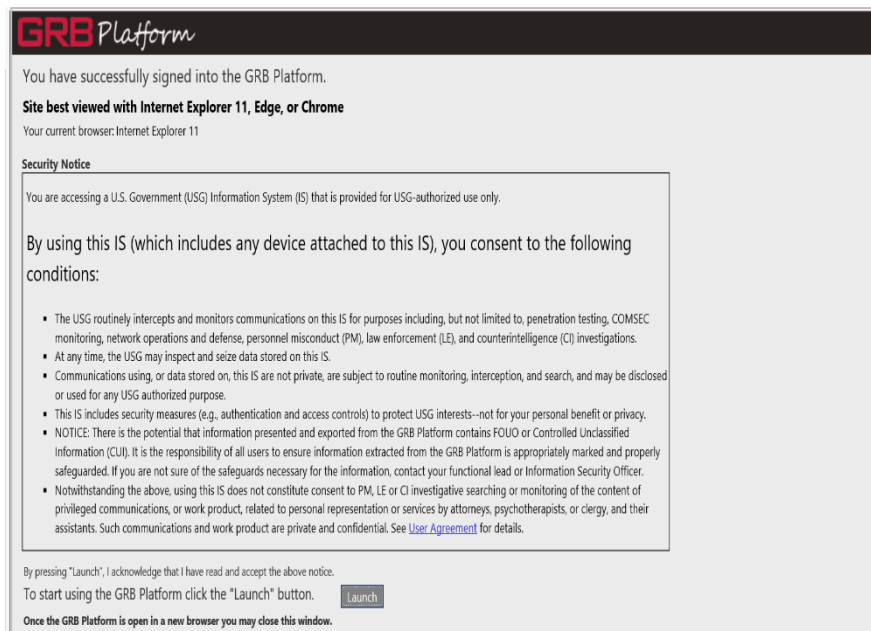 GRB Platform
You have successfully signed into the GRB Platform.
Site best viewed with Internet Explorer 11, Edge, or Chrome
Your current browser: Internet Explorer 11
Security Notice
You are accessing a U.S. Government (USG) Information System (IS) that is provided for USG-authorized use only.
By using this IS (which includes any device attached to this IS), you consent to the following
conditions:
▪ The USG routinely intercepts and monitors communications on this IS for purposes including, but not limited to, penetration testing, COMSEC
monitoring, network operations and defense, personnel misconduct (PM), law enforcement (LE), and counterintelligence (CI) investigations.
▪ At any time, the USG may inspect and seize data stored on this IS.
▪ Communications using, or data stored on, this IS are not private, are subject to routine monitoring, interception, and search, and may be disclosed
or used for any USG authorized purpose.
▪ This IS includes security measures (e.g., authentication and access controls) to protect USG interests--not for your personal benefit or privacy.
▪ NOTICE: There is the potential that information presented and exported from the GRB Platform contains FOUO or Controlled Unclassified
Information (CUI). It is the responsibility of all users to ensure information extracted from the GRB Platform is appropriately marked and properly
safeguarded. If you are not sure of the safeguards necessary for the information, contact your functional lead or Information Security Officer.
▪ Notwithstanding the above, using this IS does not constitute consent to PM, LE or CI investigative searching or monitoring of the content of
privileged communications, or work product, related to personal representation or services by attorneys, psychotherapists, or clergy, and their
assistants. Such communications and work product are private and confidential. See User Agreement for details.
By pressing "Launch", I acknowledge that I have read and accept the above notice.
To start using the GRB Platform click the "Launch" button. Launch
Once the GRB Platform is open in a new browser you may close this window.